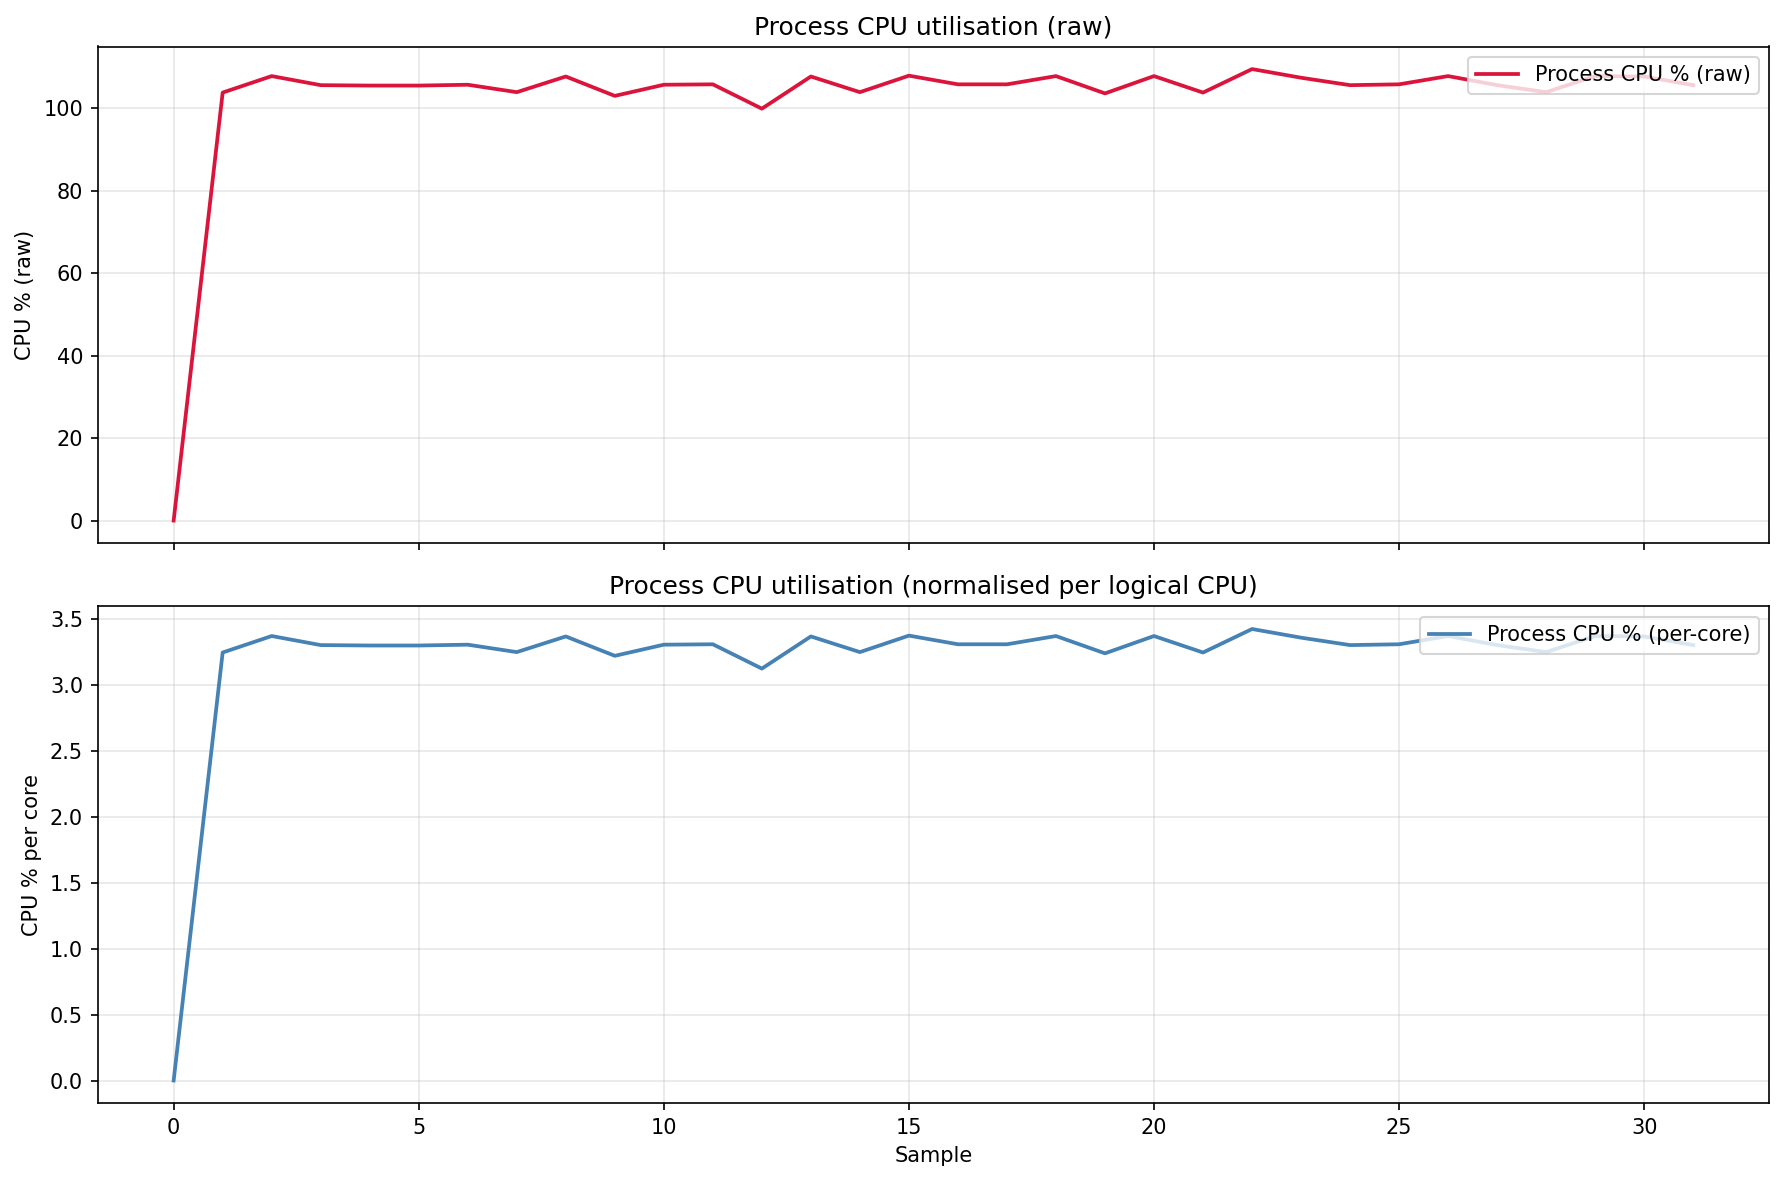 Process CPU utilisation (raw)
Process CPU % (raw)
CPU % (raw)
100
80
60
40
20
0
Process CPU utilisation (normalised per logical CPU)
Process CPU % (per-core)
CPU % per core
3.5
3.0
2.5
2.0
1.5
1.0
0.5
0.0
0 5 10 15 20 25 30
Sample